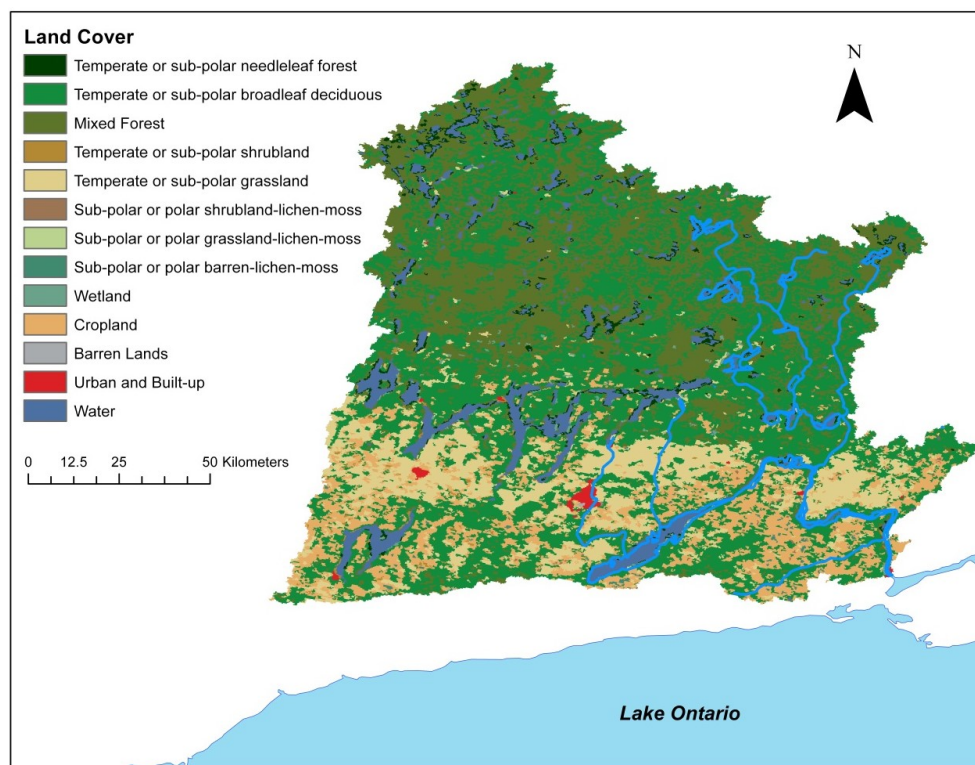 Land Cover
Temperate or sub-polar needleleaf forest
Temperate or sub-polar broadleaf deciduous
Mixed Forest
Temperate or sub-polar shrubland
Temperate or sub-polar grassland
Sub-polar or polar shrubland-lichen-moss
Sub-polar or polar grassland-lichen-moss
Sub-polar or polar barren-lichen-moss
Wetland
Cropland
Barren Lands
Urban and Built-up
Water
0 12.5 25 50 Kilometers
N
Lake Ontario